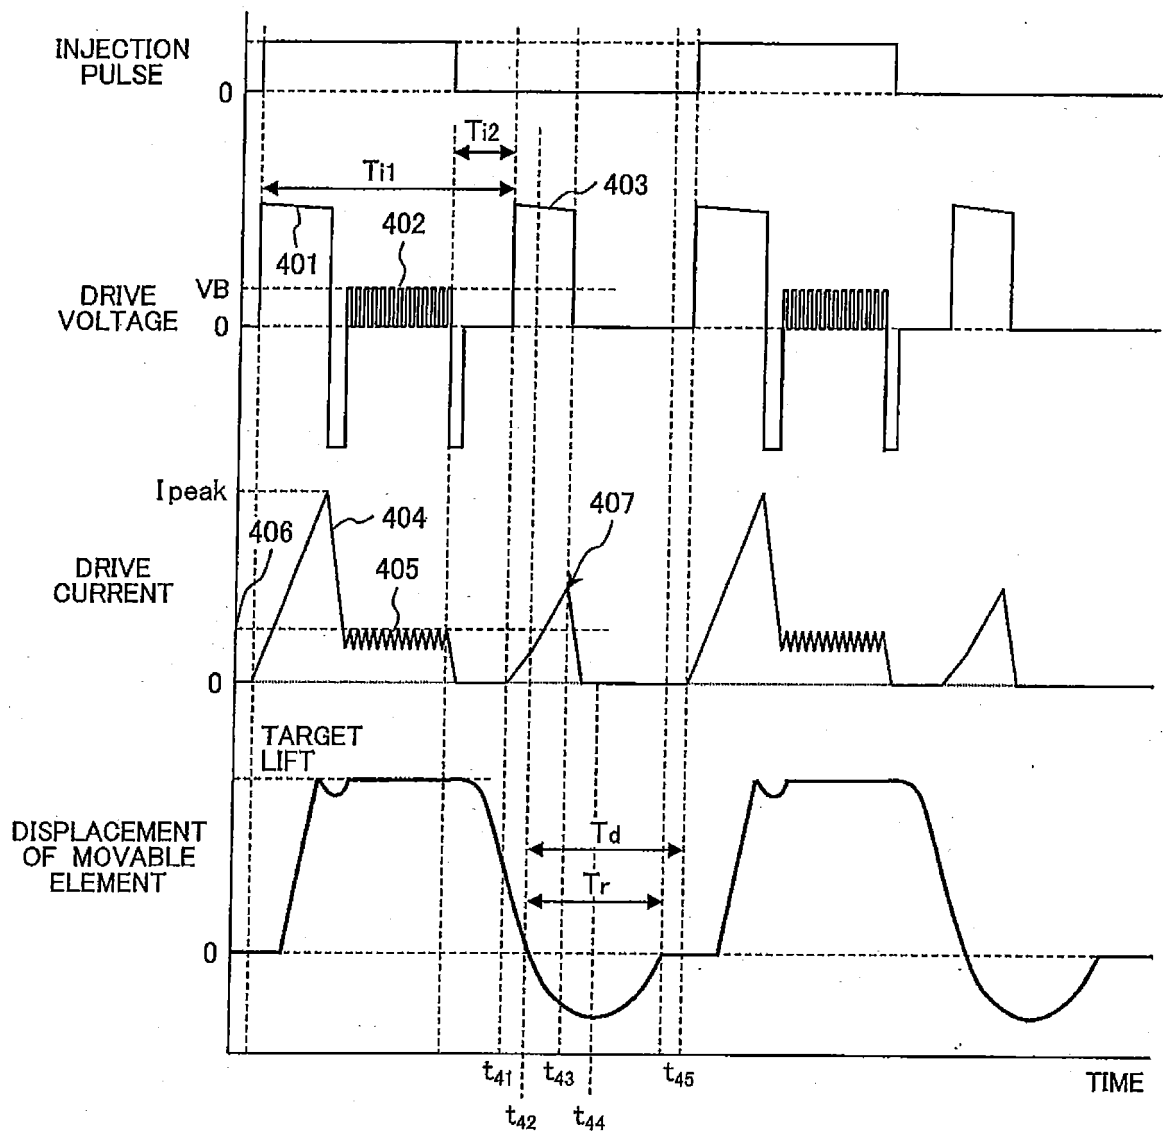 INJECTION
PULSE
0
Ti2
Ti1
403
401
402
VB
DRIVE
VOLTAGE
0
Ipeak
404
407
406
405
DRIVE
CURRENT
0
TARGET
LIFT
DISPLACEMENT
OF MOVABLE
ELEMENT
Td
Tr
0
t41
t43
t45
TIME
t42
t44